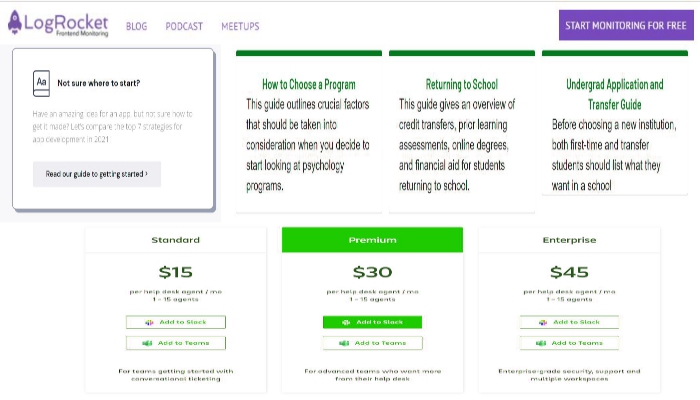 LogRocket
Frontend Monitoring
BLOG
PODCAST
MEETUPS
START MONITORING FOR FREE
Aa
Not sure where to start?
Have an amazing idea for an app but not sure how to
get it made? Let's compare the top 7 strategies for
app development in 2021
Read our guide to getting started ›
How to Choose a Program
This guide outlines crucial factors
that should be taken into
consideration when you decide to
start looking at psychology
programs.
Returning to School
This guide gives an overview of
credit transfers, prior learning
assessments, online degrees,
and financial aid for students
returning to school.
Undergrad Application and
Transfer Guide
Before choosing a new institution,
both first-time and transfer
students should list what they
want in a school
Standard
$15
per help desk agent / mo
1 - 15 agents
Add to Slack
Add to Teams
For teams getting started with
conversational ticketing
Premium
$30
per help desk agent / mo
1 - 15 agents
Add to Slack
Add to Teams
For advanced teams who want more
from their help desk
Enterprise
$45
per help desk agent / mo
1 - 15 agents
Add to Slack
Add to Teams
Enterprise-grade security, support and
multiple workspaces